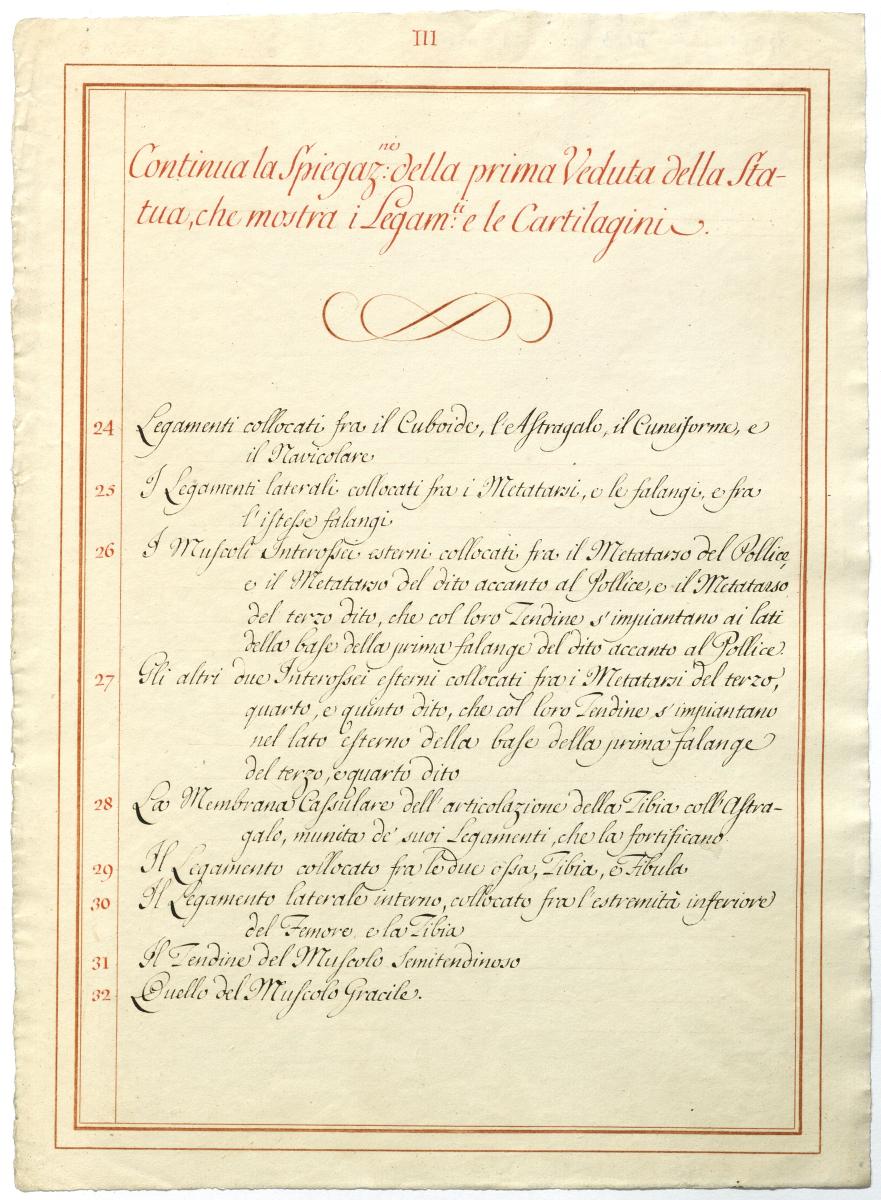 III
Continua la Spiegaz:ne della prima Veduta della Sta-
tua, che mostra i Legam:ti e le Cartilagini.
24 Legamenti collocati fra il Cuboide, l'Astragalo, il Cuneiforme, e
il Navicolare
25 I Legamenti laterali collocati fra i Metatarsi, e le falangi, e fra
l'istesse falangi
26 I Muscoli Interossei esterni collocati fra il Metatarso del Pollice,
e il Metatarso del dito accanto al Pollice, e il Metatarso
del terzo dito, che col loro Tendine s'impiantano ai lati
della base della prima falange del dito accanto al Pollice.
27 Gli altri due Interossei esterni collocati fra i Metatarsi del terzo,
quarto, e quinto dito, che col loro Tendine s'impiantano
nel lato esterno della base della prima falange
del terzo, e quarto dito
28 La Membrana Cassulare dell'articolazione della Tibia coll'Astra-
galo, munita de' suoi Legamenti, che la fortificano
29 Il Legamento collocato fra le due ossa, Tibia, e Fibula
30 Il Legamento laterale interno, collocato fra l'estremità inferiore
del Femore, e la Tibia
31 Il Tendine del Muscolo Semitendinoso
32 Quello del Muscolo Gracile.